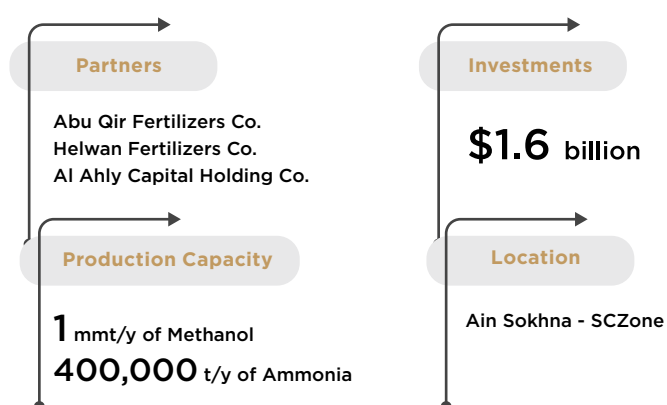 Partners
Abu Qir Fertilizers Co.
Helwan Fertilizers Co.
Al Ahly Capital Holding Co.
Investments
$1.6 billion
Production Capacity
1 mmt/y of Methanol
400,000 t/y of Ammonia
Location
Ain Sokhna - SCZone